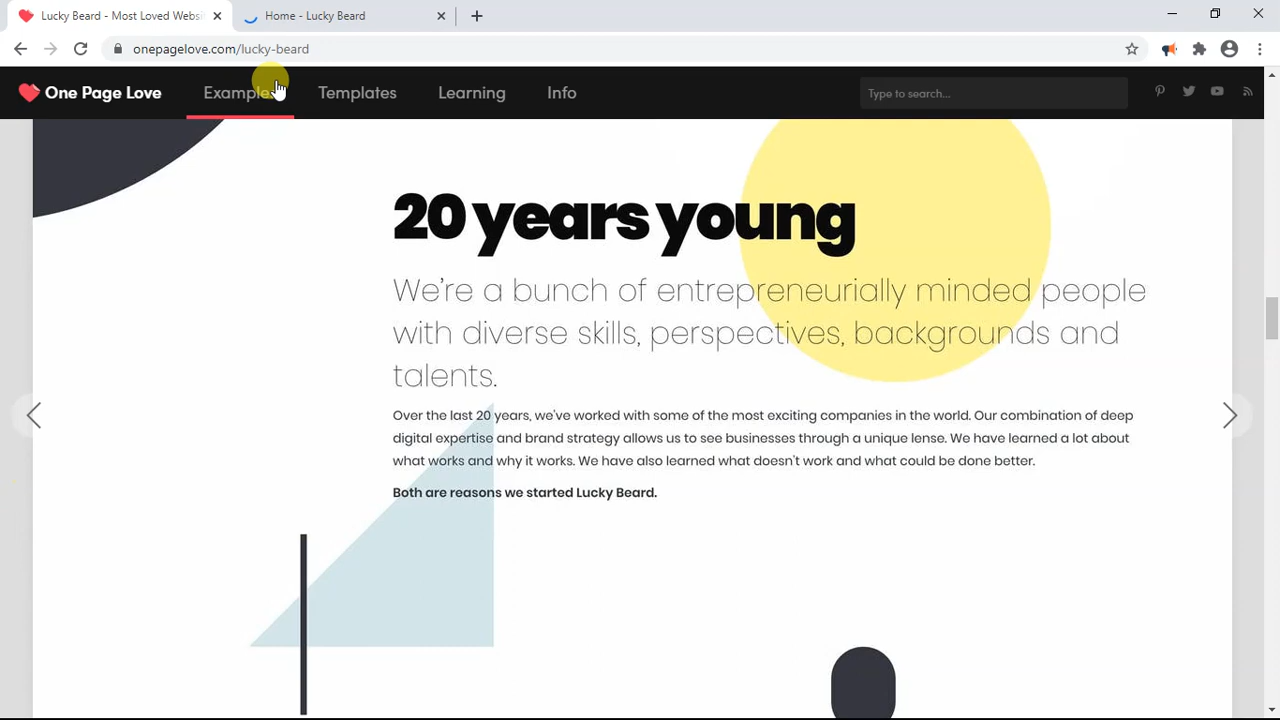 Lucky Beard - Most Loved Websi
Home - Lucky Beard
onepagelove.com/lucky-beard
One Page Love
Examples
Templates
Learning
Info
Type to search...
20 years young
We're a bunch of entrepreneurially minded people
with diverse skills, perspectives, backgrounds and
talents.
Over the last 20 years, we've worked with some of the most exciting companies in the world. Our combination of deep
digital expertise and brand strategy allows us to see businesses through a unique lense. We have learned a lot about
what works and why it works. We have also learned what doesn't work and what could be done better.
Both are reasons we started Lucky Beard.